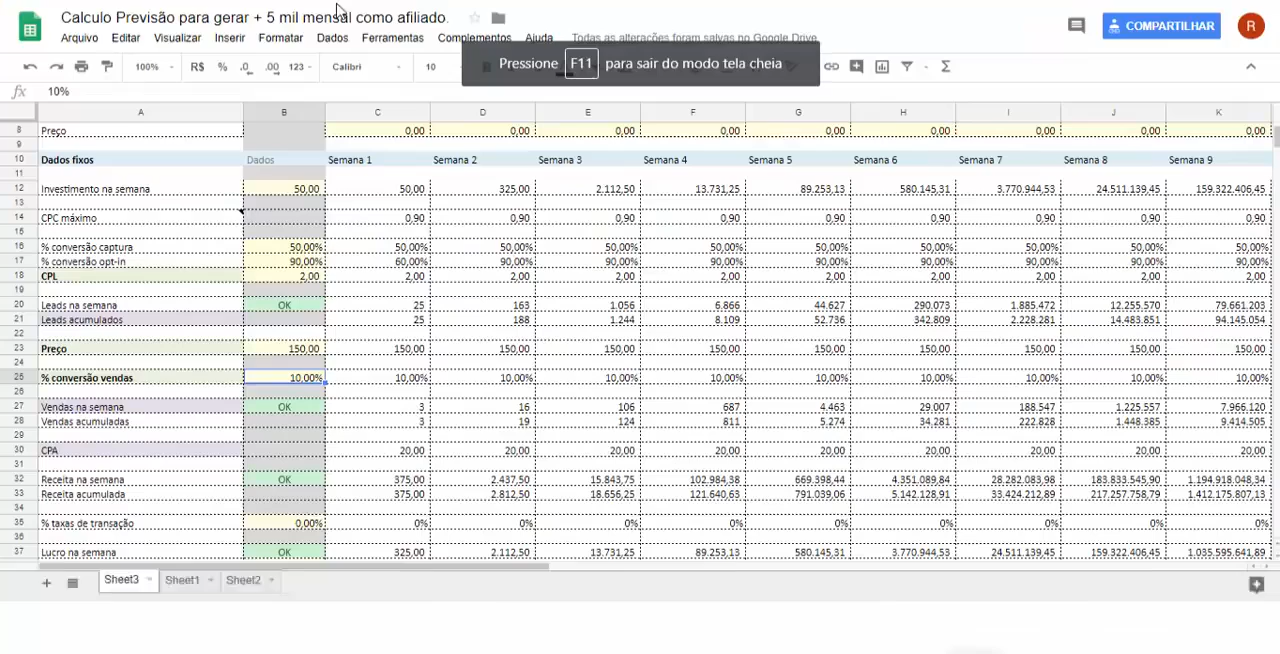 Calculo Previsão para gerar + 5 mil mensal como afiliado.
Arquivo Editar Visualizar Inserir Formatar Dados Ferramentas Complementos Ajuda Todas as alterações foram salvas no Google Drive
COMPARTILHAR
R
100% R$ % .0 .00 123 Calibri 10
Pressione F11 para sair do modo tela cheia
fx 10%
A B C D E F G H I J K
8 Preço 0,00 0,00 0,00 0,00 0,00 0,00 0,00 0,00 0,00
9
10 Dados fixos Dados Semana 1 Semana 2 Semana 3 Semana 4 Semana 5 Semana 6 Semana 7 Semana 8 Semana 9
11
12 Investimento na semana 50,00 50,00 325,00 2.112,50 13.731,25 89.253,13 580.145,31 3.770.944,53 24.511.139,45 159.322.406,45
13
14 CPC máximo 0,90 0,90 0,90 0,90 0,90 0,90 0,90 0,90 0,90
15
16 % conversão captura 50,00% 50,00% 50,00% 50,00% 50,00% 50,00% 50,00% 50,00% 50,00% 50,00%
17 % conversão opt-in 90,00% 60,00% 90,00% 90,00% 90,00% 90,00% 90,00% 90,00% 90,00% 90,00%
18 CPL 2,00 2,00 2,00 2,00 2,00 2,00 2,00 2,00 2,00 2,00
19
20 Leads na semana OK 25 163 1.056 6.866 44.627 290.073 1.885.472 12.255.570 79.661.203
21 Leads acumulados 25 188 1.244 8.109 52.736 342.809 2.228.281 14.483.851 94.145.054
22
23 Preço 150,00 150,00 150,00 150,00 150,00 150,00 150,00 150,00 150,00 150,00
24
25 % conversão vendas 10,00% 10,00% 10,00% 10,00% 10,00% 10,00% 10,00% 10,00% 10,00% 10,00%
26
27 Vendas na semana OK 3 16 106 687 4.463 29.007 188.547 1.225.557 7.966.120
28 Vendas acumuladas 3 19 124 811 5.274 34.281 222.828 1.448.385 9.414.505
29
30 CPA 20,00 20,00 20,00 20,00 20,00 20,00 20,00 20,00 20,00
31
32 Receita na semana OK 375,00 2.437,50 15.843,75 102.984,38 669.398,44 4.351.089,84 28.282.083,98 183.833.545,90 1.194.918.048,34
33 Receita acumulada 375,00 2.812,50 18.656,25 121.640,63 791.039,06 5.142.128,91 33.424.212,89 217.257.758,79 1.412.175.807,13
34
35 % taxas de transação 0,00% 0% 0% 0% 0% 0% 0% 0% 0% 0%
36
37 Lucro na semana OK 325,00 2.112,50 13.731,25 89.253,13 580.145,31 3.770.944,53 24.511.139,45 159.322.406,45 1.035.595.641,89
Sheet3 Sheet1 Sheet2